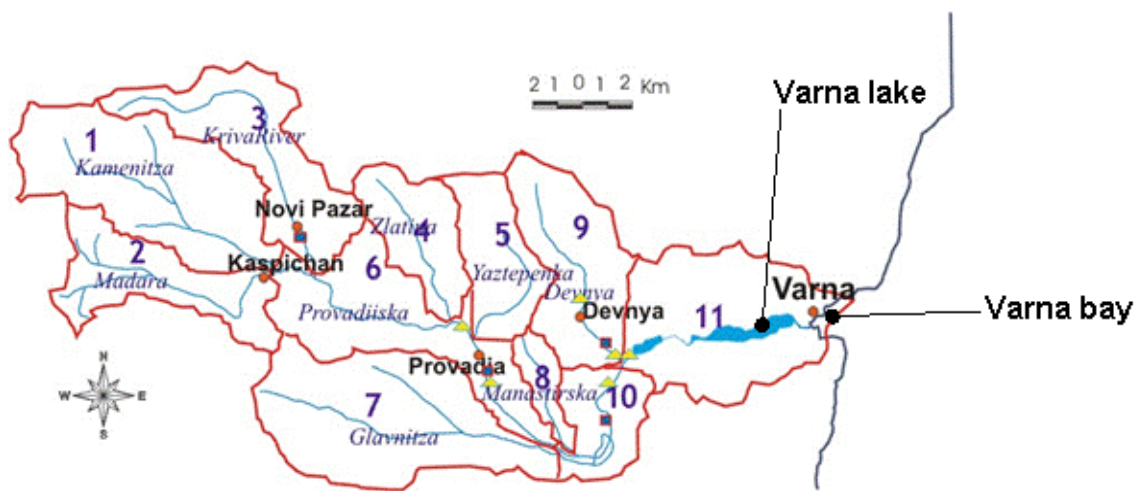 2 1 0 1 2 Km
Varna lake
1
Kamenitza
3
KrivaRiver
Novi Pazar
Zlatina
4
5
Yaztepenka
9
Devnya
Devnya
2
Madara
Kaspichan
6
Provadiiska
11
Varna
Varna bay
N
W
E
S
Provadia
7
Glavnitza
8
Manastirska
10